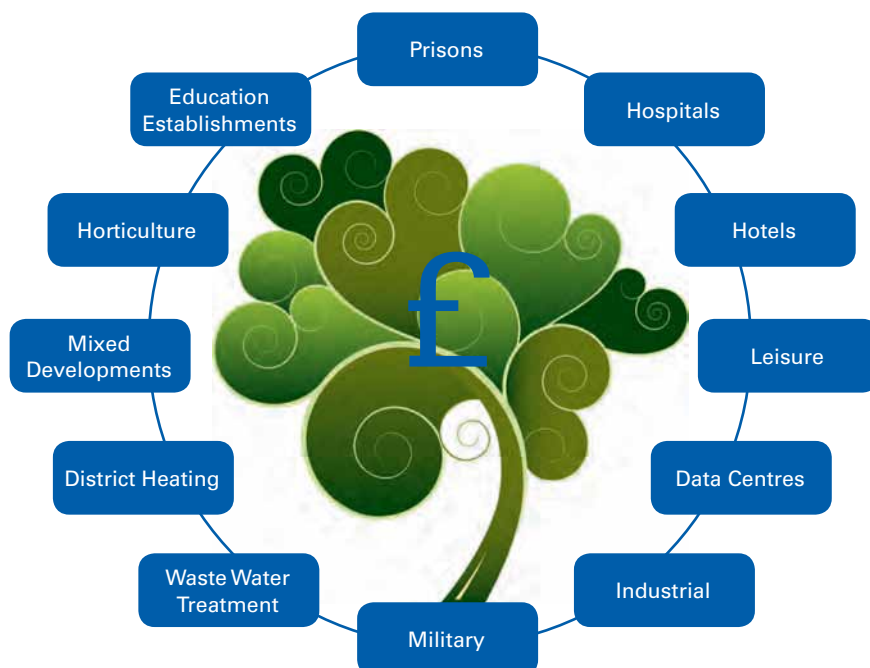 Prisons
Hospitals
Hotels
Leisure
Data Centres
Industrial
Military
Waste Water
Treatment
District Heating
Mixed
Developments
Horticulture
Education
Establishments
£